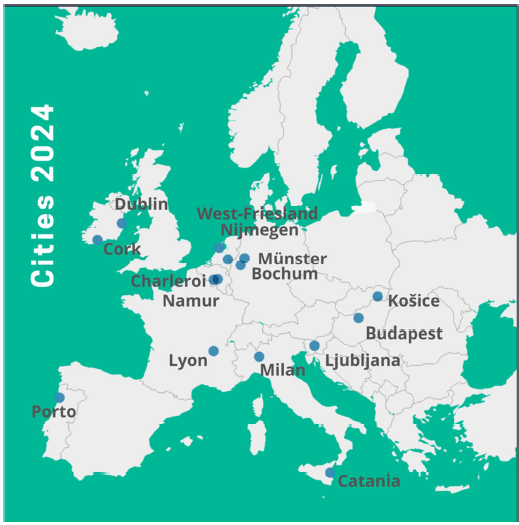 Cities 2024
Dublin
West-Friesland
Nijmegen
Cork
Münster
Bochum
Charleroi
Namur
Košice
Budapest
Lyon
Milan
Ljubljana
Porto
Catania